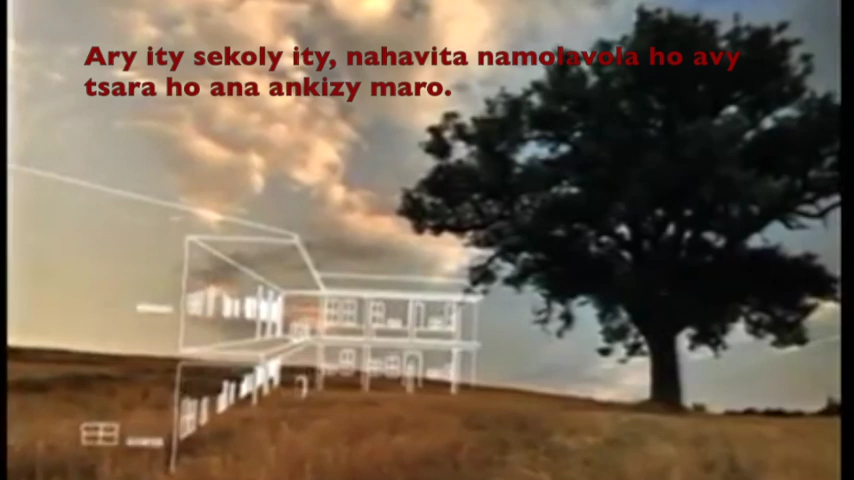 Ary ity sekoly ity, nahavita namolavola ho avy
tsara ho ana ankizy maro.